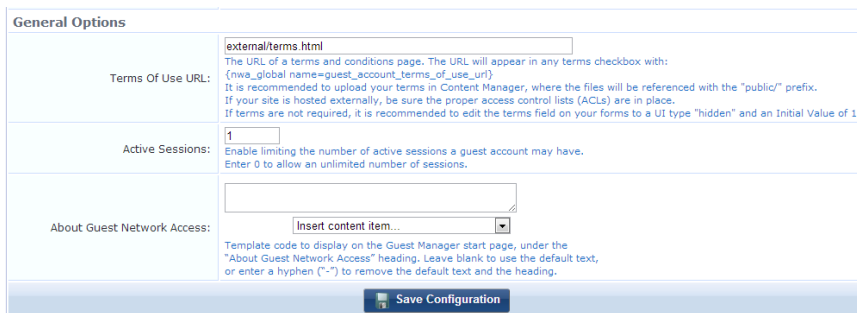 General Options
Terms Of Use URL:
external/terms.html
The URL of a terms and conditions page. The URL will appear in any terms checkbox with:
{nwa_global name=guest_account_terms_of_use_url}
It is recommended to upload your terms in Content Manager, where the files will be referenced with the "public/" prefix.
If your site is hosted externally, be sure the proper access control lists (ACLs) are in place.
If terms are not required, it is recommended to edit the terms field on your forms to a UI type "hidden" and an Initial Value of 1
Active Sessions:
1
Enable limiting the number of active sessions a guest account may have.
Enter 0 to allow an unlimited number of sessions.
About Guest Network Access:
Insert content item...
Template code to display on the Guest Manager start page, under the
“About Guest Network Access” heading. Leave blank to use the default text,
or enter a hyphen (“-”) to remove the default text and the heading.
Save Configuration